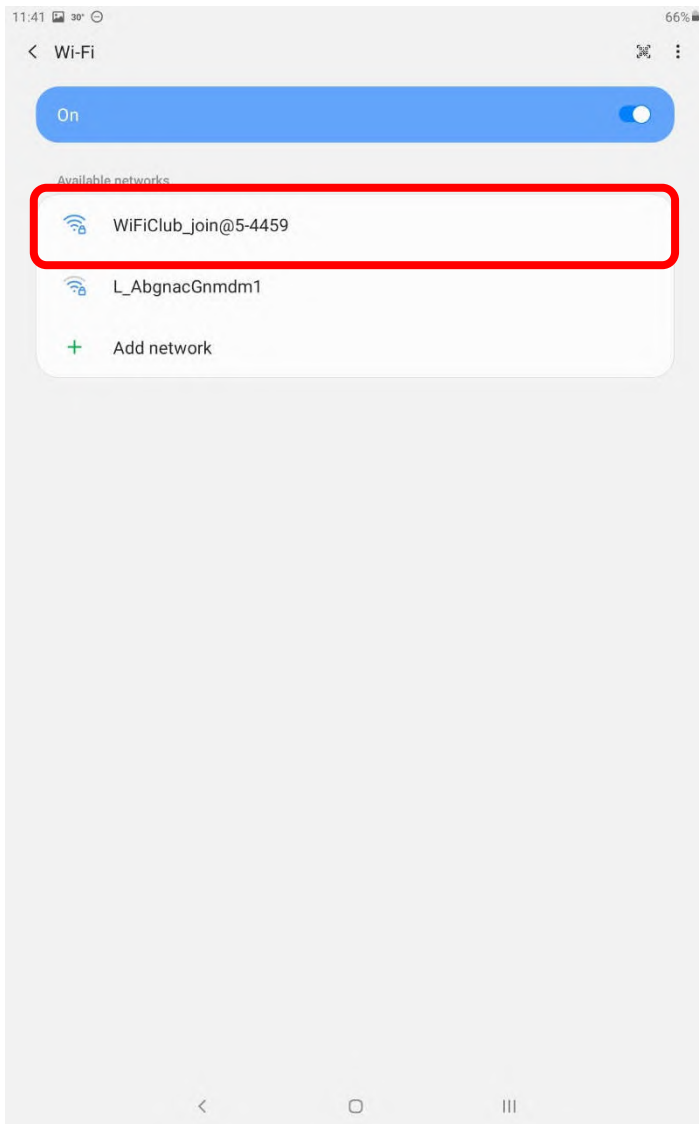 11:41 30° 66%
Wi-Fi
On
Available networks
WiFiClub_join@5-4459
L_AbgnacGnmdm1
Add network